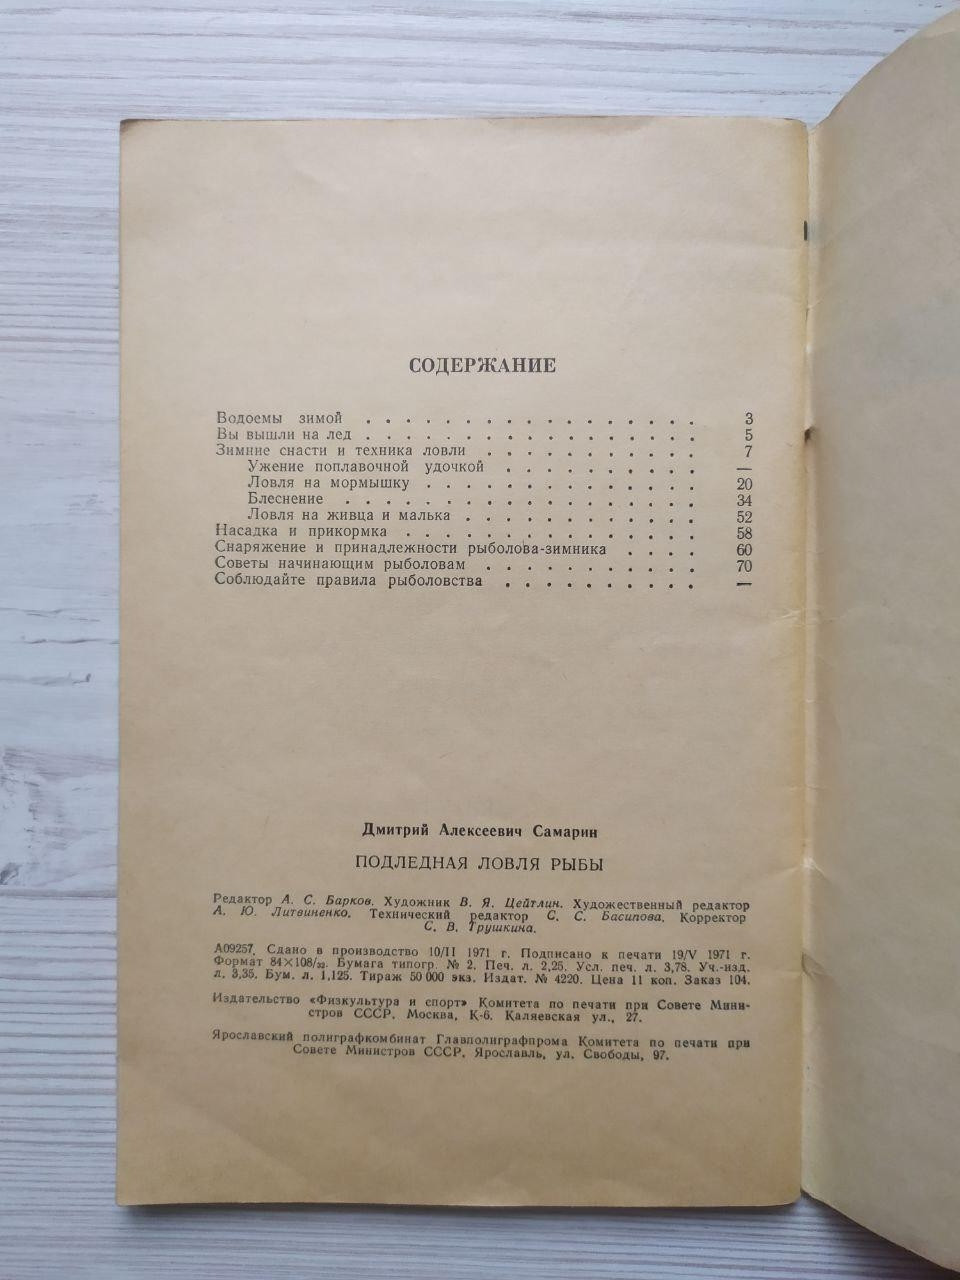 СОДЕРЖАНИЕ
Водоемы зимой . . . . . . . . . . . . . . . . . 3
Вы вышли на лед . . . . . . . . . . . . . . . . . 5
Зимние снасти и техника ловли . . . . . . . . . . 7
Ужение поплавочной удочкой . . . . . . . . . . —
Ловля на мормышку . . . . . . . . . . . . . . 20
Блеснение . . . . . . . . . . . . . . . . . . 34
Ловля на живца и малька . . . . . . . . . . . . 52
Насадка и прикормка . . . . . . . . . . . . . . . 58
Снаряжение и принадлежности рыболова-зимника . . . . 60
Советы начинающим рыболовам . . . . . . . . . . . 70
Соблюдайте правила рыболовства . . . . . . . . . . —
Дмитрий Алексеевич Самарин
ПОДЛЕДНАЯ ЛОВЛЯ РЫБЫ
Редактор А. С. Барков. Художник В. Я. Цейтлин. Художественный редактор
А. Ю. Литвиненко. Технический редактор С. С. Басипова. Корректор
С. В. Трушкина.
А09257. Сдано в производство 10/II 1971 г. Подписано к печати 19/V 1971 г.
Формат 84×108/32. Бумага типогр. № 2. Печ. л. 2,25. Усл. печ. л. 3,78. Уч.-изд.
л. 3,35. Бум. л. 1,125. Тираж 50 000 экз. Издат. № 4220. Цена 11 коп. Заказ 104.
Издательство «Физкультура и спорт» Комитета по печати при Совете Мини-
стров СССР. Москва, К-6. Каляевская ул., 27.
Ярославский полиграфкомбинат Главполиграфпрома Комитета по печати при
Совете Министров СССР. Ярославль, ул. Свободы, 97.